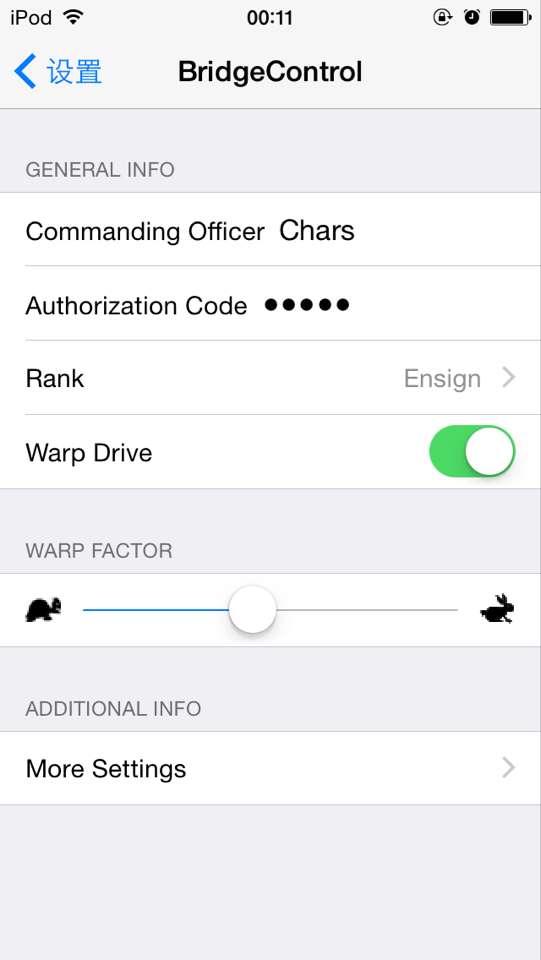 iPod 00:11
设置 BridgeControl
GENERAL INFO
Commanding Officer Chars
Authorization Code •••••
Rank Ensign
Warp Drive
WARP FACTOR
ADDITIONAL INFO
More Settings